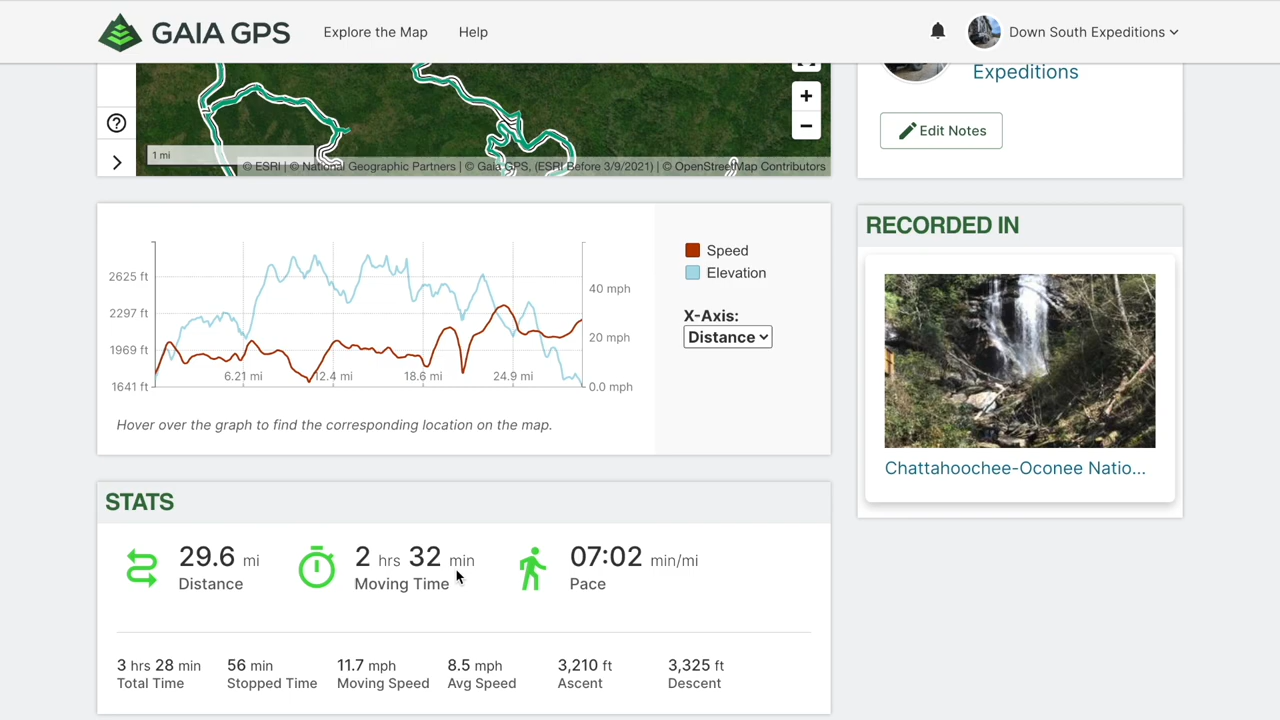 GAIA GPS
Explore the Map
Help
Down South Expeditions
Expeditions
+
−
Edit Notes
1 mi
© ESRI | © National Geographic Partners | © Gaia GPS, (ESRI Before 3/9/2021) | © OpenStreetMap Contributors
RECORDED IN
Chattahoochee-Oconee Natio...
2625 ft
2297 ft
1969 ft
1641 ft
40 mph
20 mph
0.0 mph
6.21 mi
12.4 mi
18.6 mi
24.9 mi
Speed
Elevation
X-Axis:
Distance
Hover over the graph to find the corresponding location on the map.
STATS
29.6 mi
Distance
2 hrs 32 min
Moving Time
07:02 min/mi
Pace
3 hrs 28 min
Total Time
56 min
Stopped Time
11.7 mph
Moving Speed
8.5 mph
Avg Speed
3,210 ft
Ascent
3,325 ft
Descent